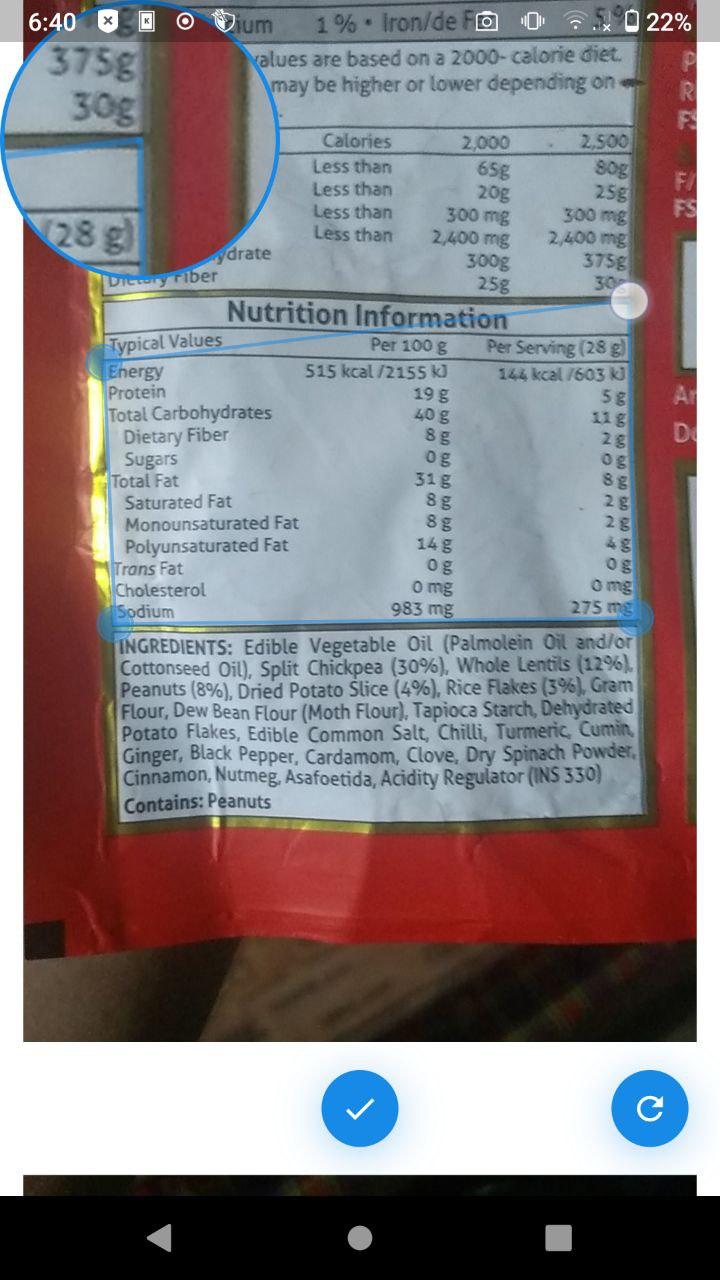 6:40
22%
375g
30g
(28 g)
1% • Iron/de
values are based on a 2000- calorie diet.
may be higher or lower depending on
Calories 2,000 2,500
Less than 65g 80g
Less than 20g 25g
Less than 300 mg 300 mg
Less than 2,400 mg 2,400 mg
ydrate 300g 375g
Dietary Fiber 25g 30g
Nutrition Information
Typical Values Per 100 g Per Serving (28 g)
Energy 515 kcal /2155 kJ 144 kcal /603 kJ
Protein 19 g 5 g
Total Carbohydrates 40 g 11 g
Dietary Fiber 8 g 2 g
Sugars 0 g 0 g
Total Fat 31 g 8 g
Saturated Fat 8 g 2 g
Monounsaturated Fat 8 g 2 g
Polyunsaturated Fat 14 g 4 g
Trans Fat 0 g 0 g
Cholesterol 0 mg 0 mg
Sodium 983 mg 275 mg
INGREDIENTS: Edible Vegetable Oil (Palmolein Oil and/or
Cottonseed Oil), Split Chickpea (30%), Whole Lentils (12%),
Peanuts (8%), Dried Potato Slice (4%), Rice Flakes (3%), Gram
Flour, Dew Bean Flour (Moth Flour), Tapioca Starch, Dehydrated
Potato Flakes, Edible Common Salt, Chilli, Turmeric, Cumin,
Ginger, Black Pepper, Cardamom, Clove, Dry Spinach Powder,
Cinnamon, Nutmeg, Asafoetida, Acidity Regulator (INS 330)
Contains: Peanuts